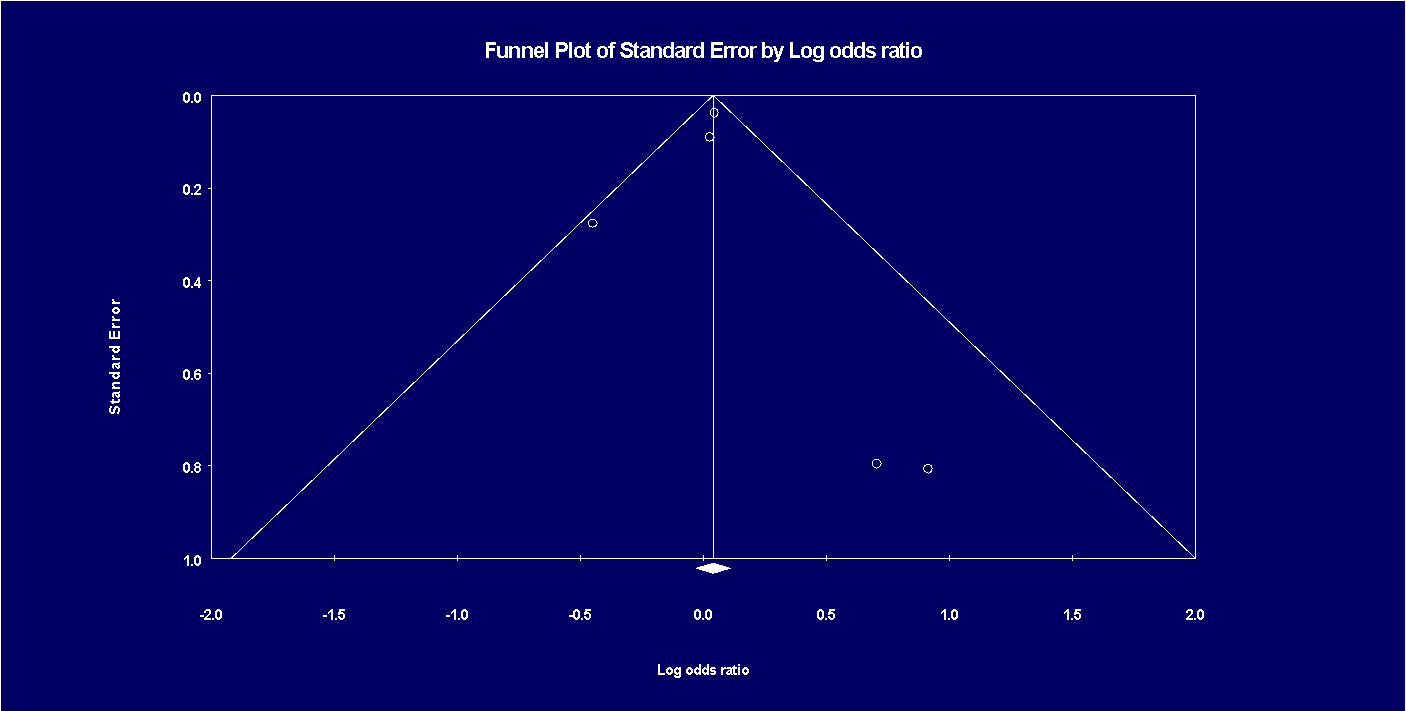 Funnel Plot of Standard Error by Log odds ratio
0.0
0.2
0.4
0.6
0.8
1.0
Standard Error
-2.0 -1.5 -1.0 -0.5 0.0 0.5 1.0 1.5 2.0
Log odds ratio